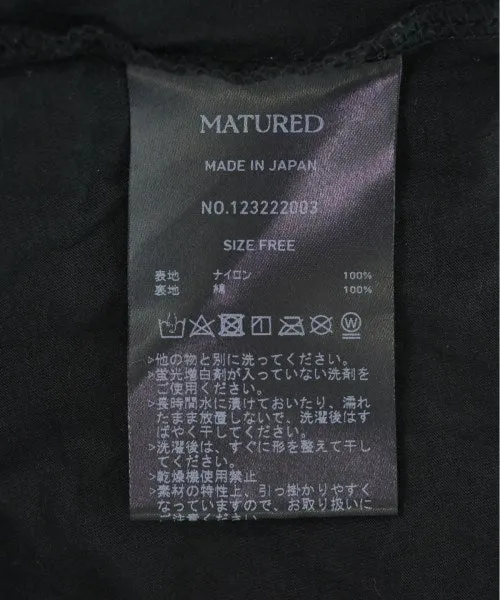 MATURED
MADE IN JAPAN
NO.123222003
SIZE FREE
表地 ナイロン 100%
裏地 綿 100%
>他の物と別に洗ってください。
>蛍光増白剤が入っていない洗剤を
ご使用ください。
>長時間水に漬けておいたり、濡れ
たまま放置しないで、洗濯後はす
ばやく干してください。
>洗濯後は、すぐに形を整えて干し
てください。
>乾燥機使用禁止
>素材の特性上、引っ掛かりやすく
なっていますので、お取り扱いに
ご注意ください